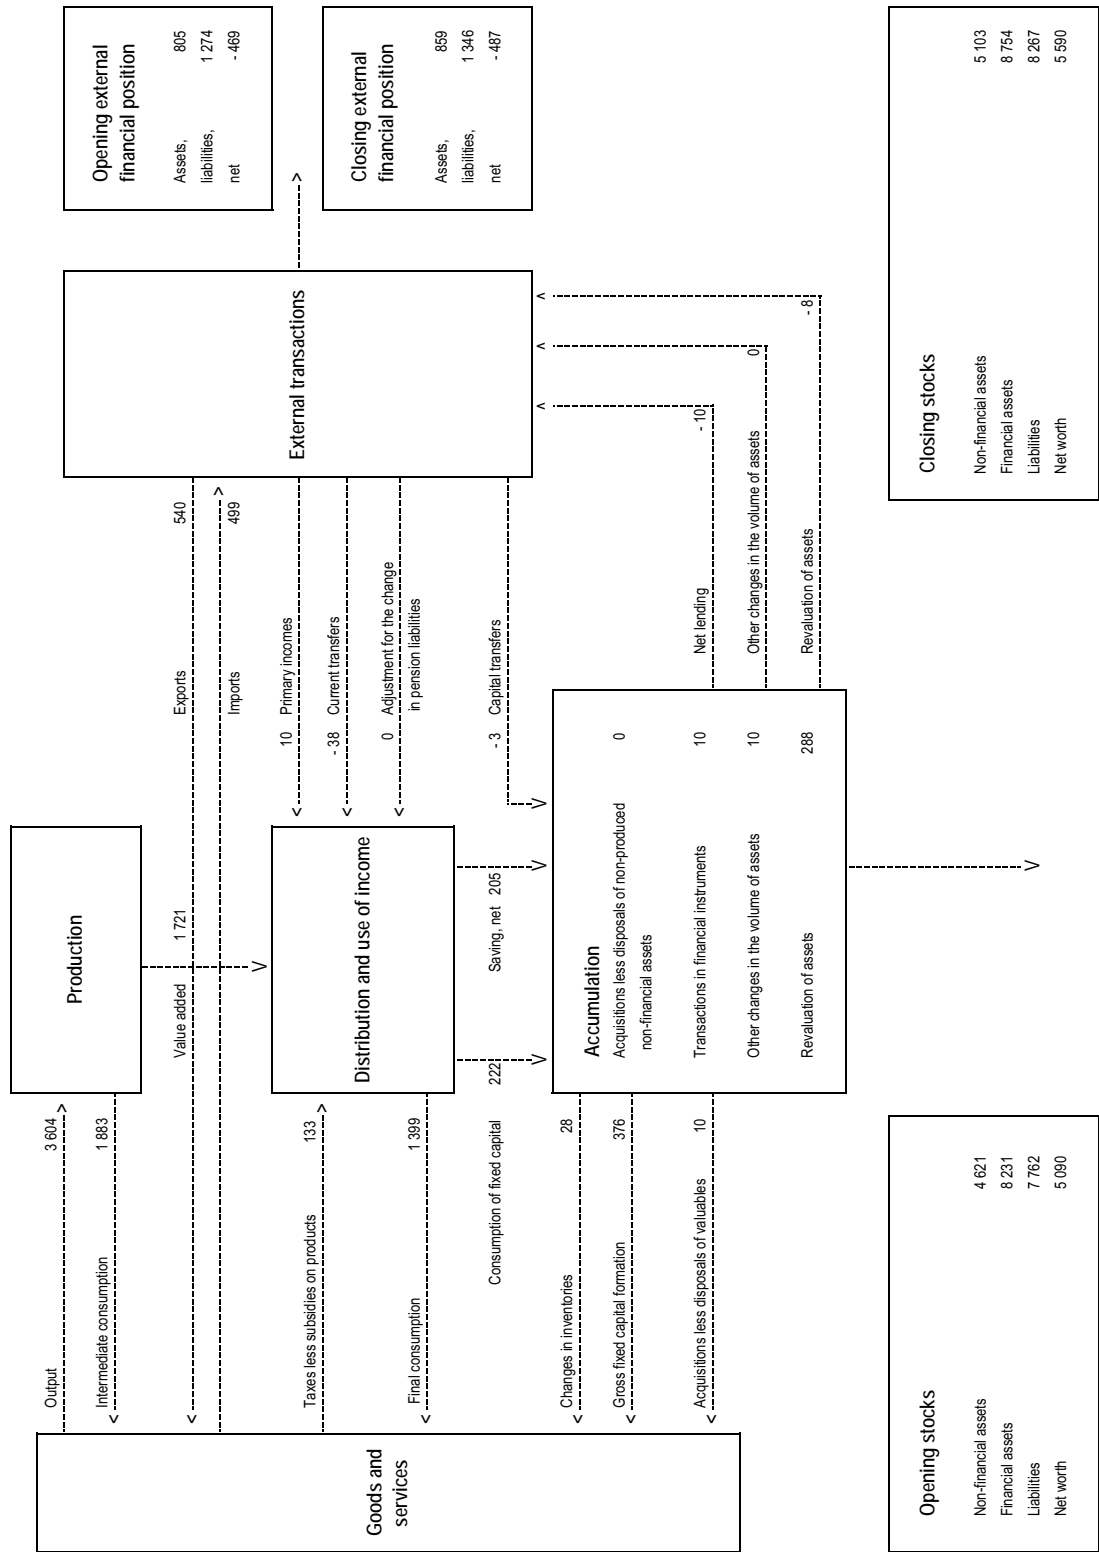 Goods and
services
Output 3 604
Intermediate consumption 1 883
Production
Value added 1 721
Exports 540
Imports 499
Taxes less subsidies on products 133
Final consumption 1 399
Distribution and use of income
10 Primary incomes
- 38 Current transfers
0 Adjustment for the change
in pension liabilities
- 3 Capital transfers
External transactions
Opening external
financial position
Assets, 805
liabilities, 1 274
net - 469
Closing external
financial position
Assets, 859
liabilities, 1 346
net - 487
Consumption of fixed capital 222
Saving, net 205
Changes in inventories 28
Gross fixed capital formation 376
Acquisitions less disposals of valuables 10
Accumulation
Acquisitions less disposals of non-produced 0
non-financial assets
Transactions in financial instruments 10
Other changes in the volume of assets 10
Revaluation of assets 288
Net lending - 10
Other changes in the volume of assets 0
Revaluation of assets - 8
Opening stocks
Non-financial assets 4 621
Financial assets 8 231
Liabilities 7 762
Net worth 5 090
Closing stocks
Non-financial assets 5 103
Financial assets 8 754
Liabilities 8 267
Net worth 5 590